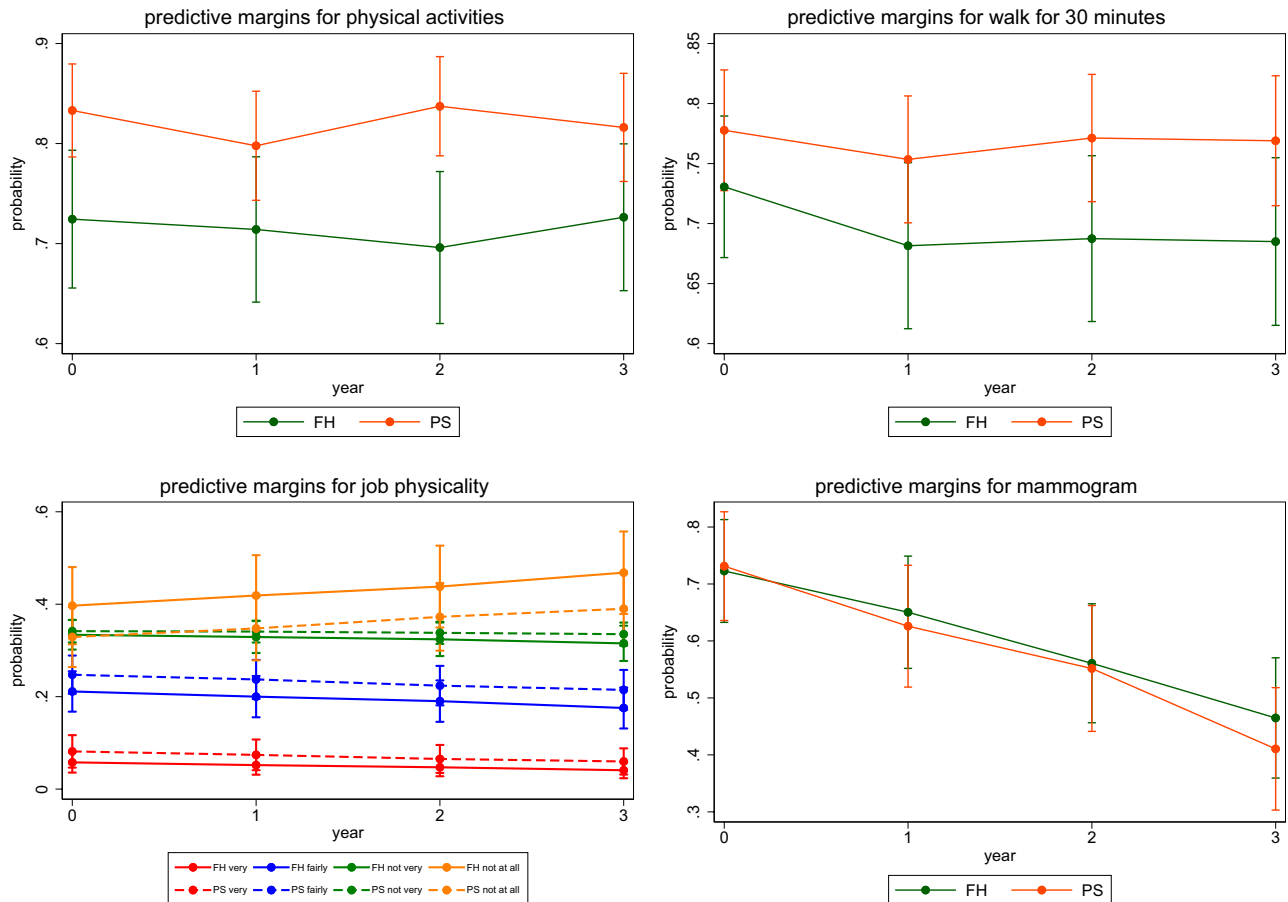 predictive margins for physical activities
.9
.8
.7
.6
probability
0 1 2 3
year
FH PS
predictive margins for walk for 30 minutes
.85
.8
.75
.7
.65
.6
probability
0 1 2 3
year
FH PS
predictive margins for job physicality
.6
.4
.2
0
probability
0 1 2 3
year
FH very FH fairly FH not very FH not at all
PS very PS fairly PS not very PS not at all
predictive margins for mammogram
.8
.7
.6
.5
.4
.3
probability
0 1 2 3
year
FH PS